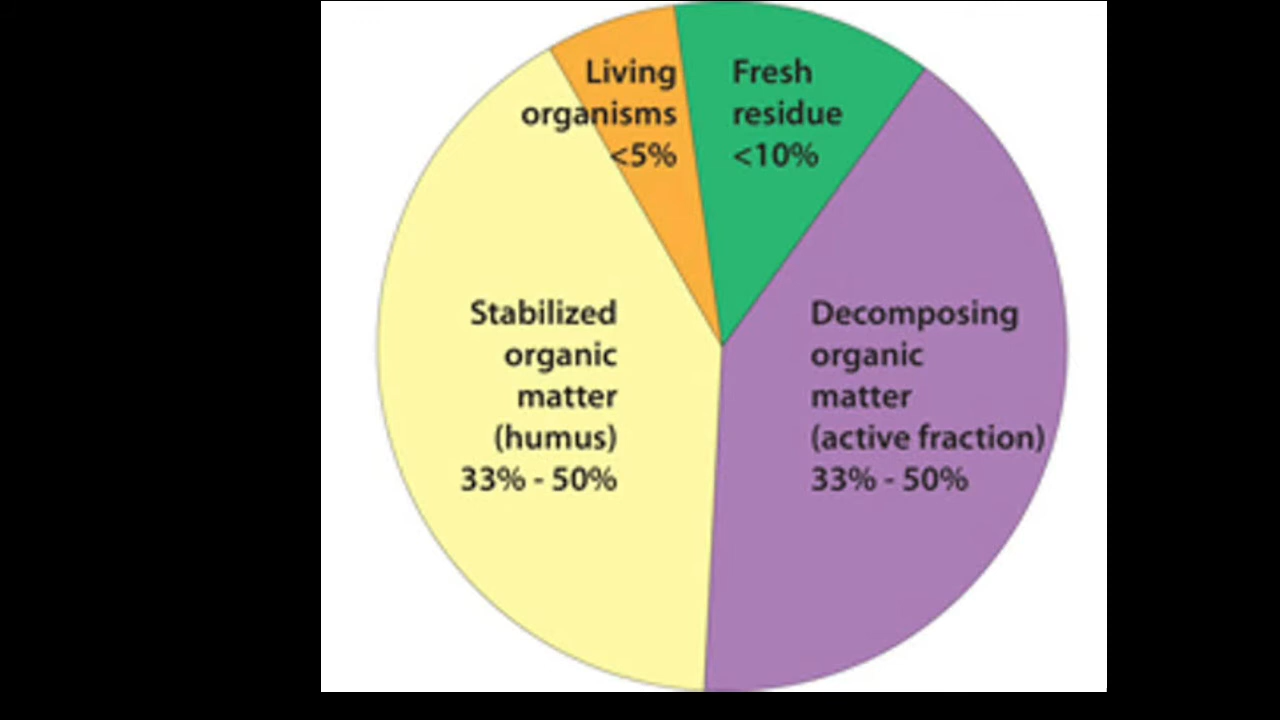 Living
organisms
<5%
Fresh
residue
<10%
Stabilized
organic
matter
(humus)
33% - 50%
Decomposing
organic
matter
(active fraction)
33% - 50%